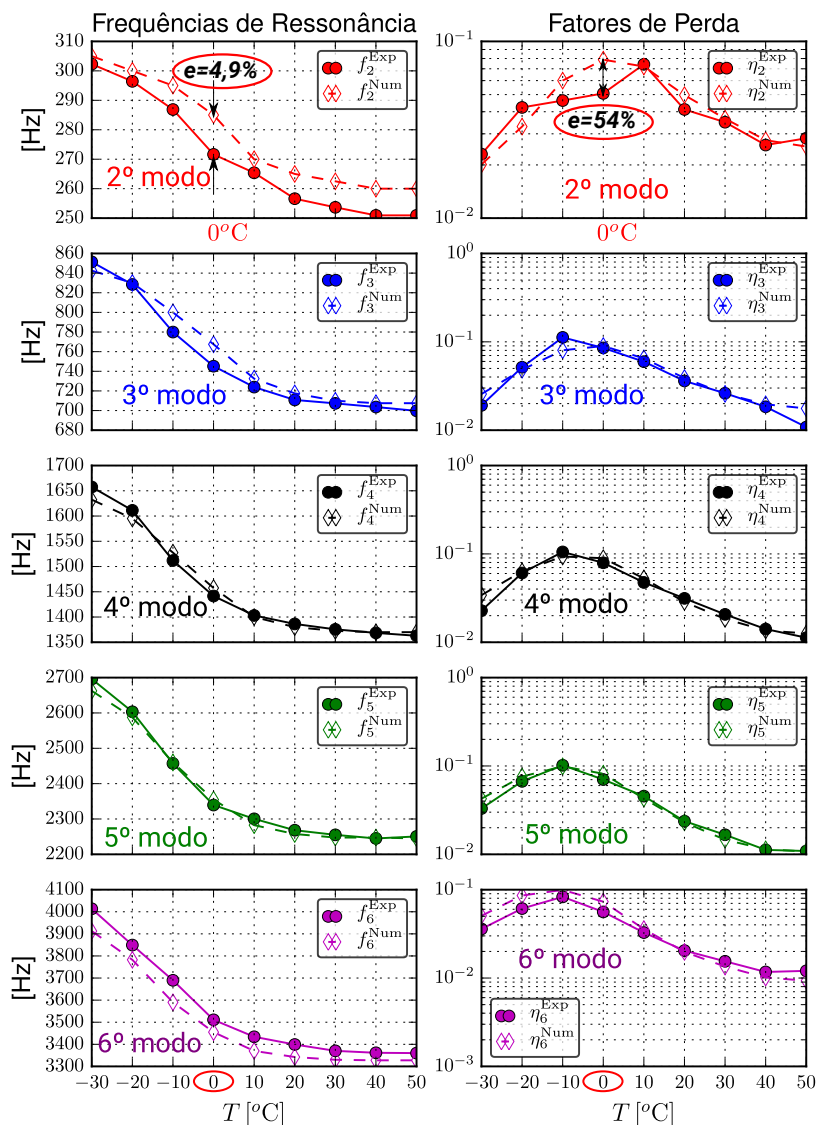 Frequências de Ressonância
Fatores de Perda
310
300
290
280
270
260
250
[Hz]
e=4,9%
f₂^Exp
f₂^Num
2º modo
0°C
10⁻¹
10⁻²
η₂^Exp
η₂^Num
e=54%
2º modo
0°C
860
840
820
800
780
760
740
720
700
680
[Hz]
f₃^Exp
f₃^Num
3º modo
10⁰
10⁻¹
10⁻²
η₃^Exp
η₃^Num
3º modo
1700
1650
1600
1550
1500
1450
1400
1350
[Hz]
f₄^Exp
f₄^Num
4º modo
10⁰
10⁻¹
10⁻²
η₄^Exp
η₄^Num
4º modo
2700
2600
2500
2400
2300
2200
[Hz]
f₅^Exp
f₅^Num
5º modo
10⁰
10⁻¹
10⁻²
η₅^Exp
η₅^Num
5º modo
4100
4000
3900
3800
3700
3600
3500
3400
3300
[Hz]
f₆^Exp
f₆^Num
6º modo
−30 −20 −10 0 10 20 30 40 50
T [°C]
10⁻¹
10⁻²
10⁻³
6º modo
η₆^Exp
η₆^Num
−30 −20 −10 0 10 20 30 40 50
T [°C]